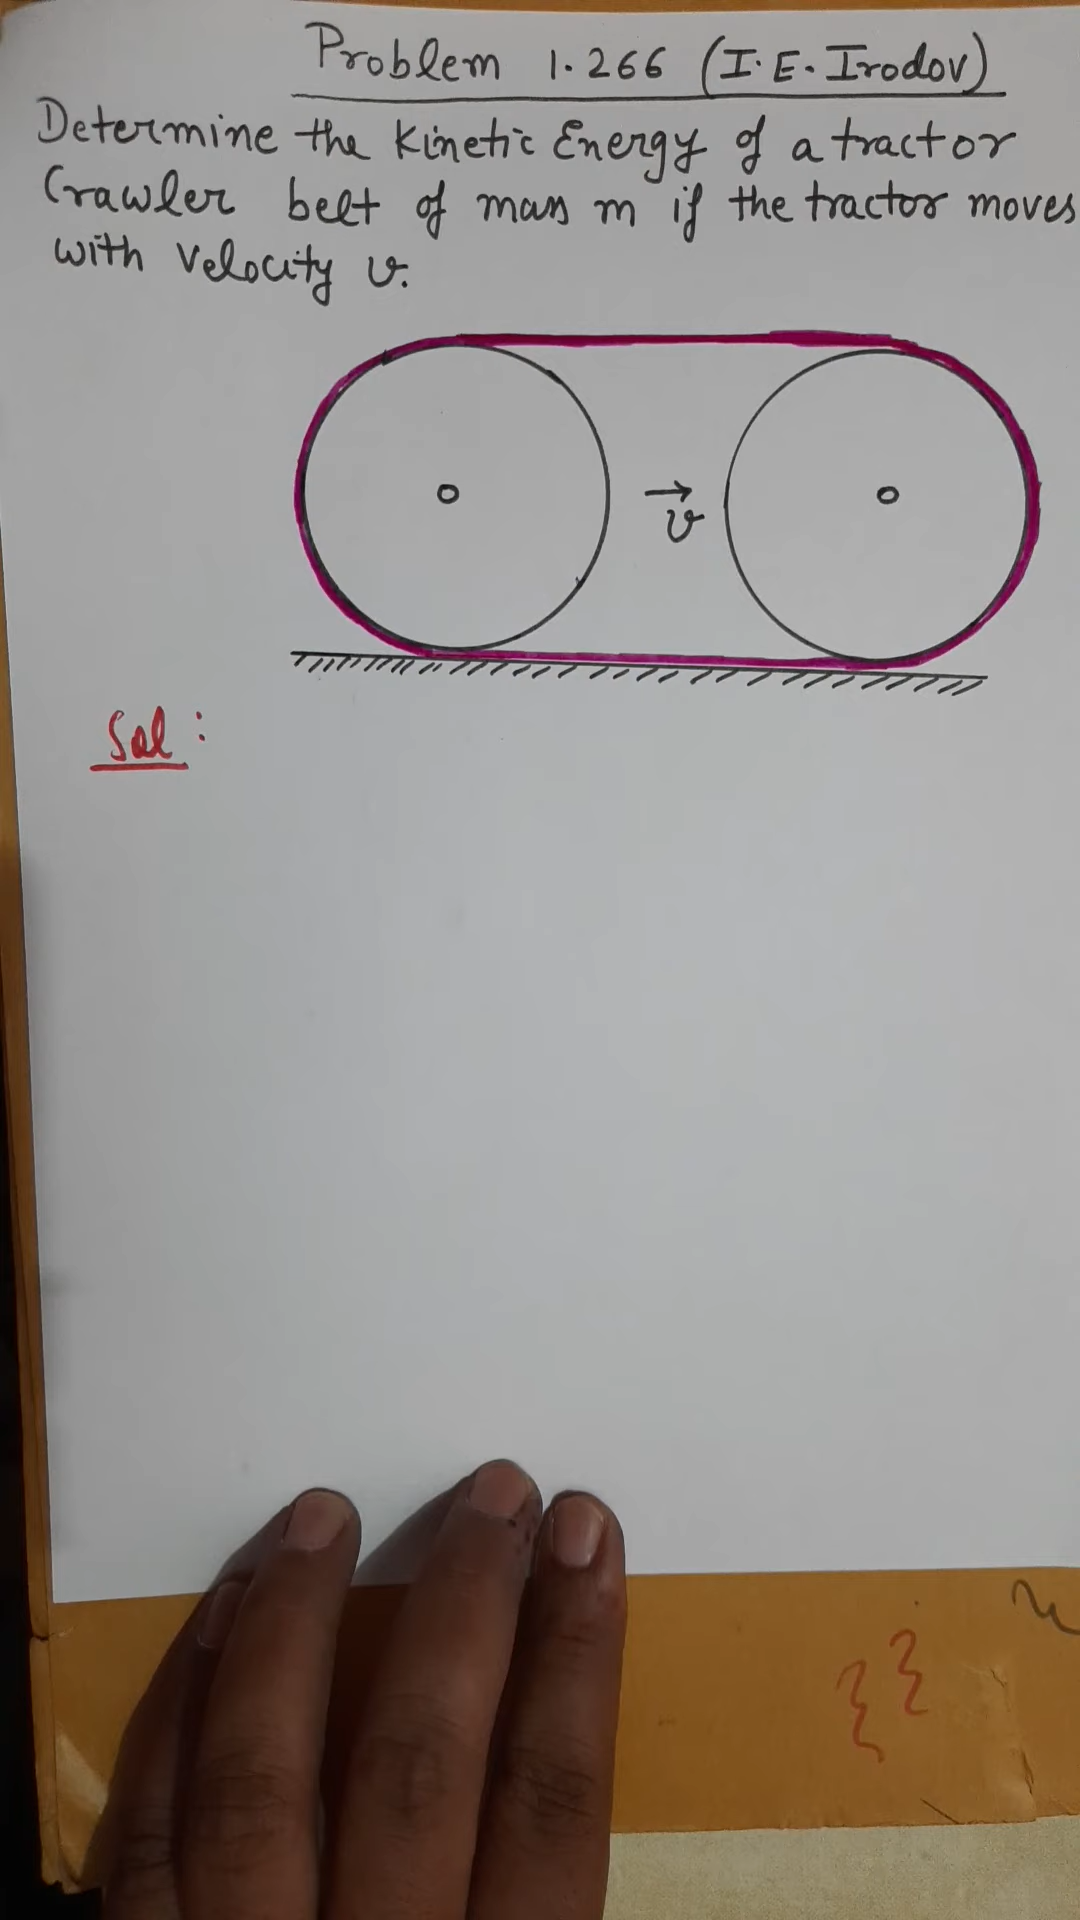 Problem 1.266 (I.E. Irodov)
Determine the Kinetic Energy of a tractor
Crawler belt of mass m if the tractor moves
with velocity v.
v
Sol :